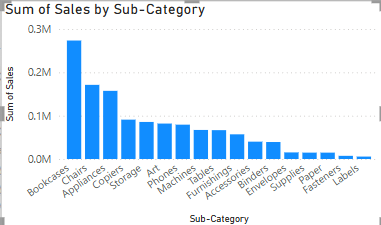 Sum of Sales by Sub-Category
0.3M
0.2M
0.1M
0.0M
Sum of Sales
Bookcases
Chairs
Appliances
Copiers
Storage
Art
Phones
Machines
Tables
Furnishings
Accessories
Binders
Envelopes
Supplies
Paper
Fasteners
Labels
Sub-Category